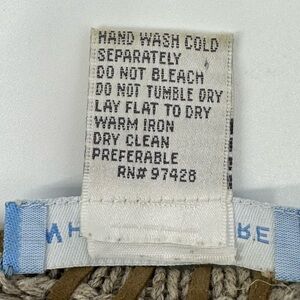 HAND WASH COLD
SEPARATELY
DO NOT BLEACH
DO NOT TUMBLE DRY
LAY FLAT TO DRY
WARM IRON
DRY CLEAN
PREFERABLE
RN# 97428